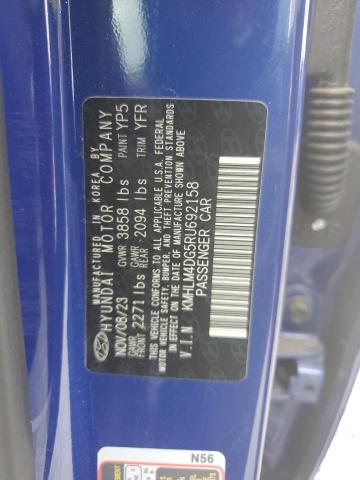 MANUFACTURED IN KOREA BY
HYUNDAI MOTOR COMPANY
NOV/08/23 GVWR 3858 lbs PAINT YP5
GAWR FRONT 2271 lbs GAWR REAR 2094 lbs TRIM YFR
THIS VEHICLE CONFORMS TO ALL APPLICABLE U.S.A. FEDERAL
MOTOR VEHICLE SAFETY, BUMPER, AND THEFT PREVENTION STANDARDS
IN EFFECT ON THE DATE OF MANUFACTURE SHOWN ABOVE
V.I.N KMHLM4DG5RU692158
PASSENGER CAR
N56